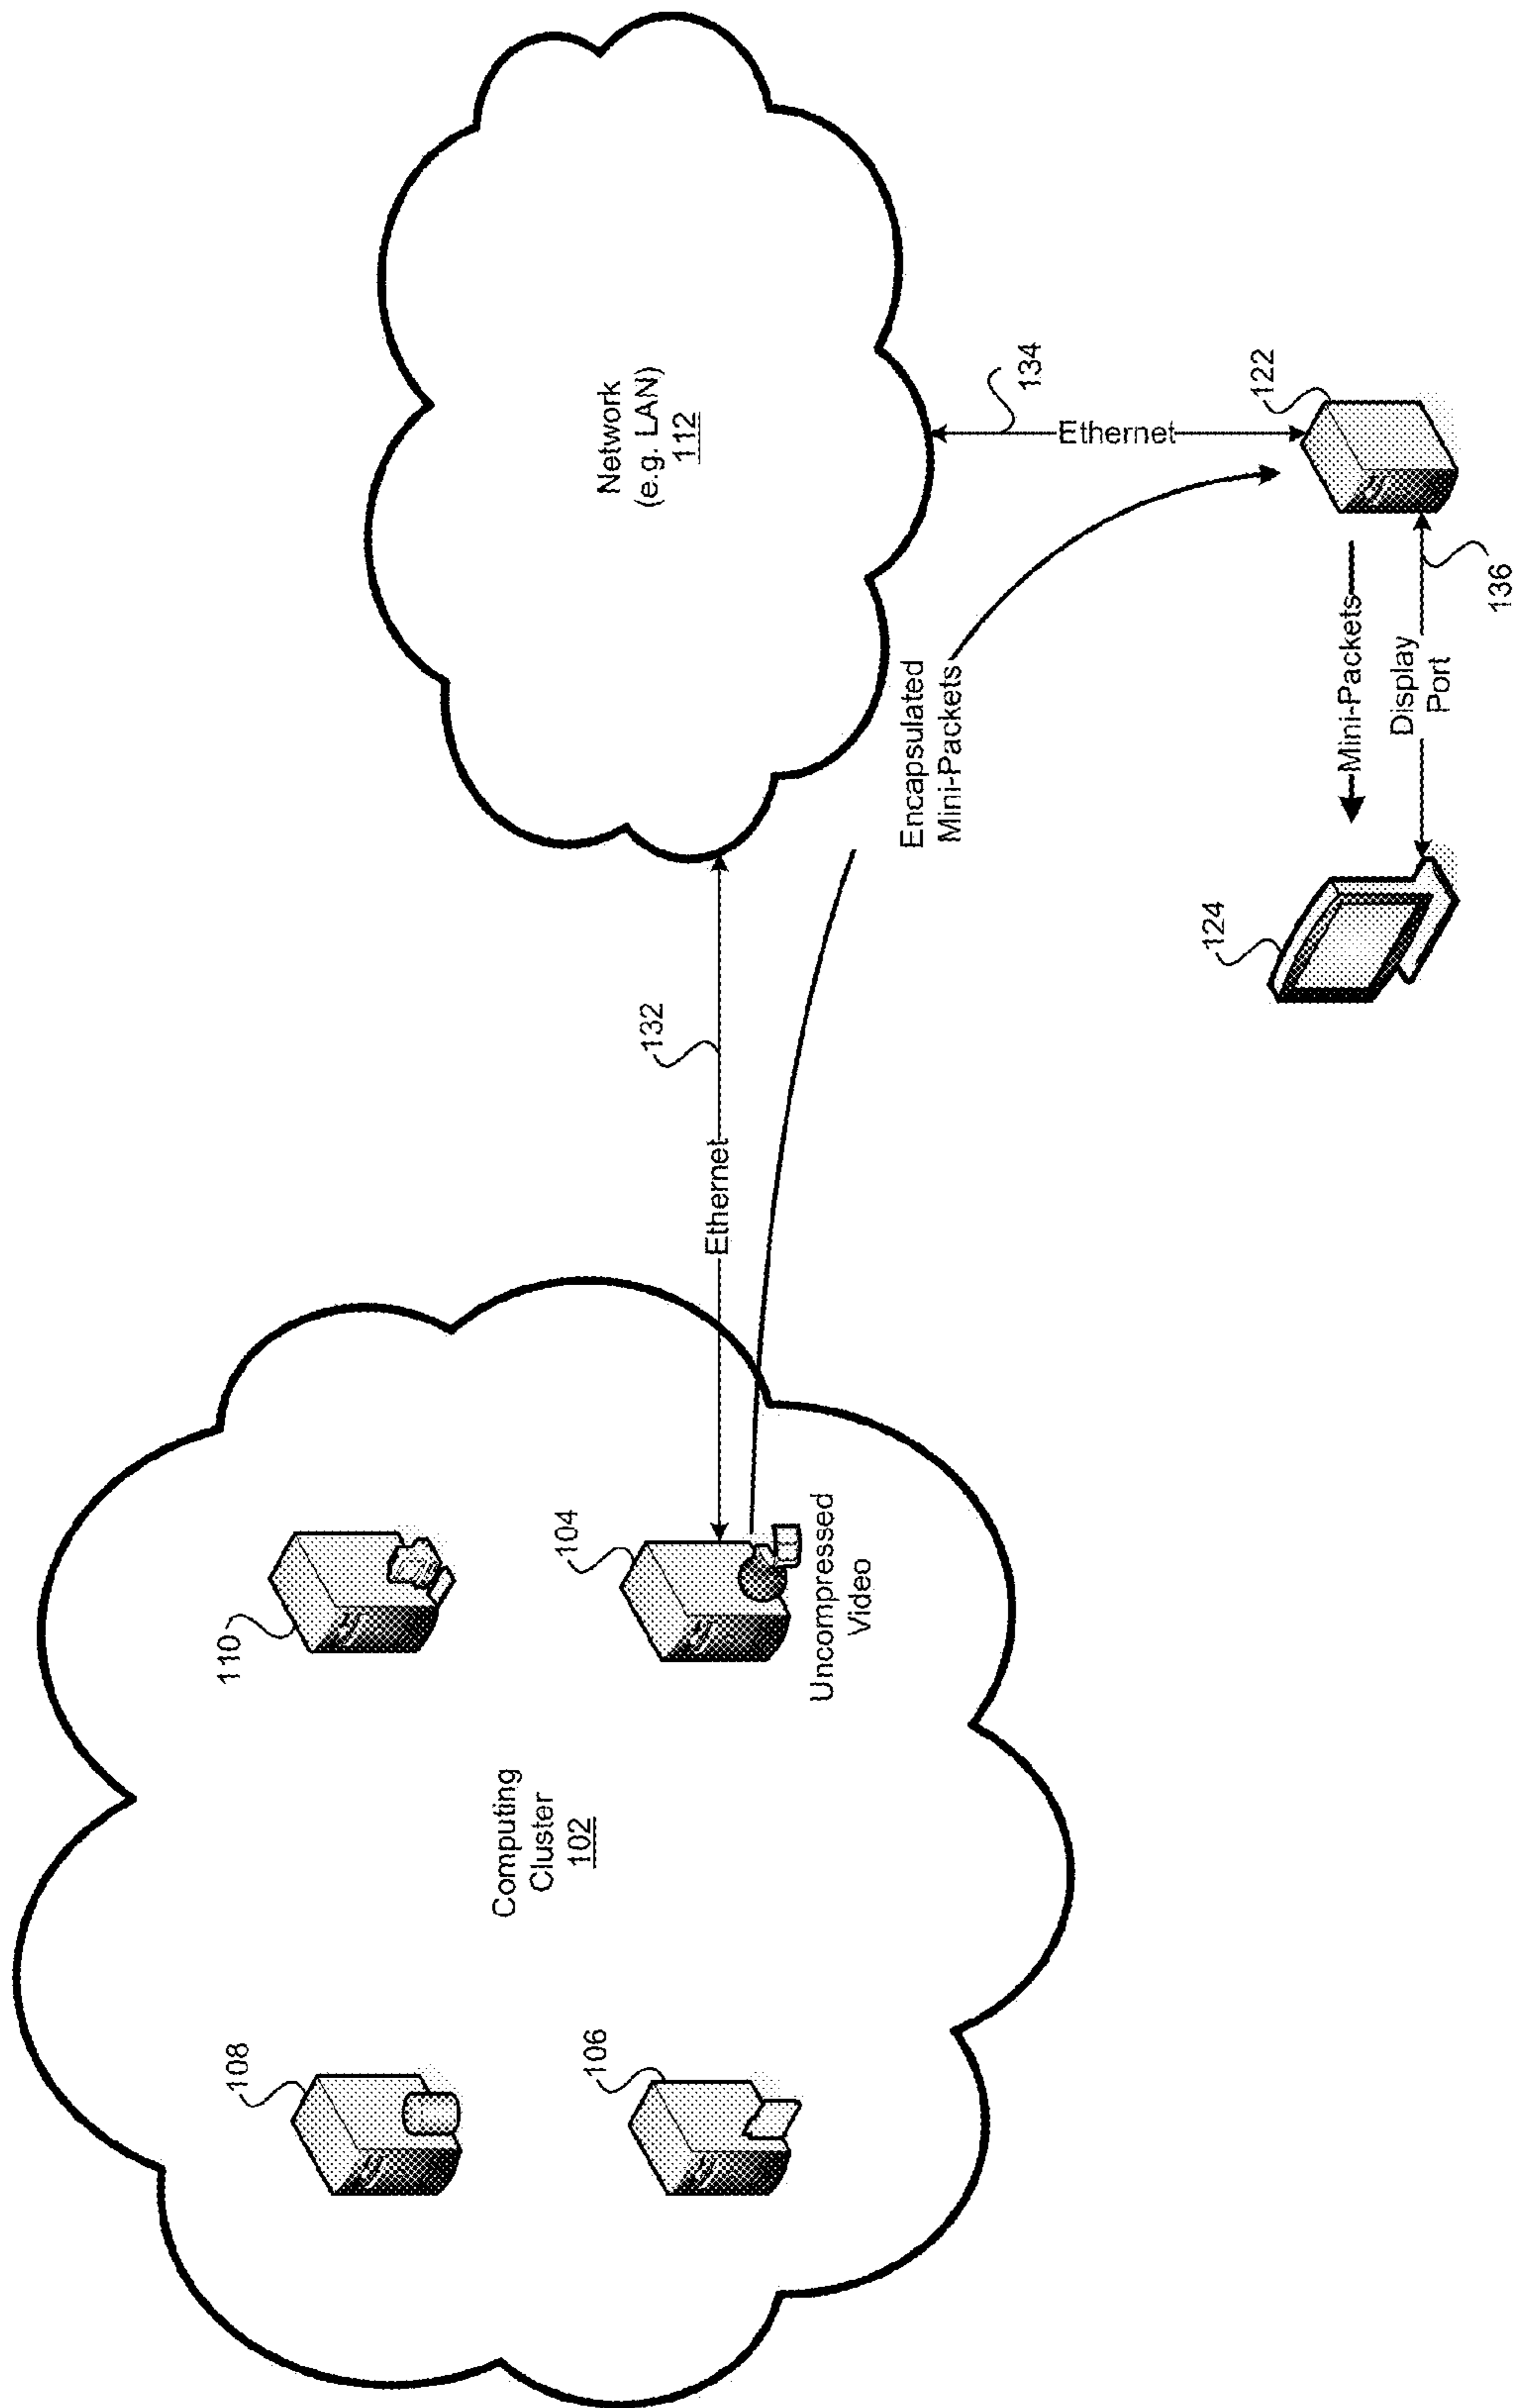 108
110
Computing
Cluster
102
106
104
Uncompressed
Video
Ethernet
132
Network
(e.g. LAN)
112
Encapsulated
Mini-Packets
134
Ethernet
124
122
Mini-Packets
Display
Port
136